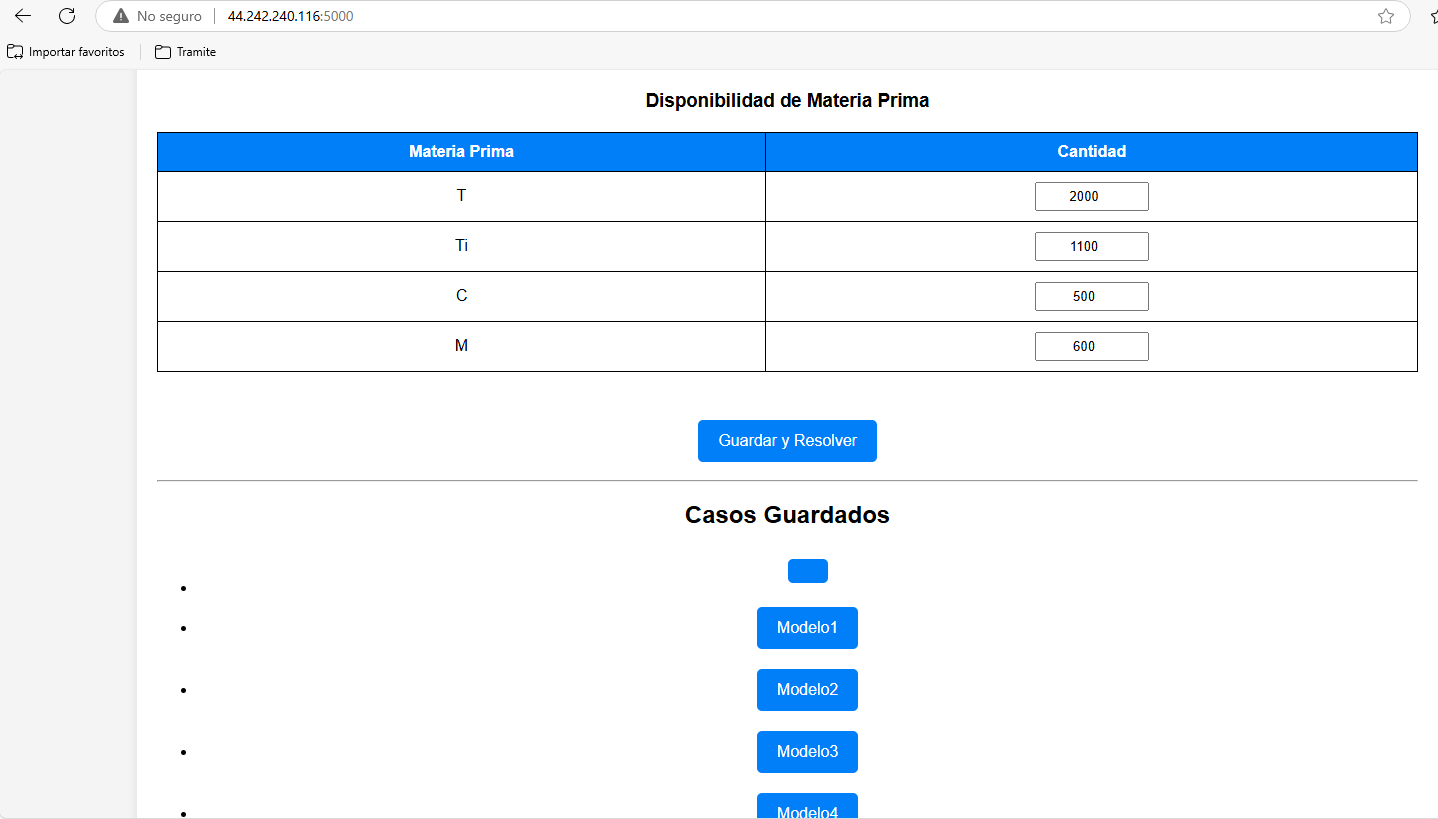 No seguro 44.242.240.116:5000
Importar favoritos Tramite
Disponibilidad de Materia Prima
Materia Prima Cantidad
T 2000
Ti 1100
C 500
M 600
Guardar y Resolver
Casos Guardados
Modelo1
Modelo2
Modelo3
Modelo4